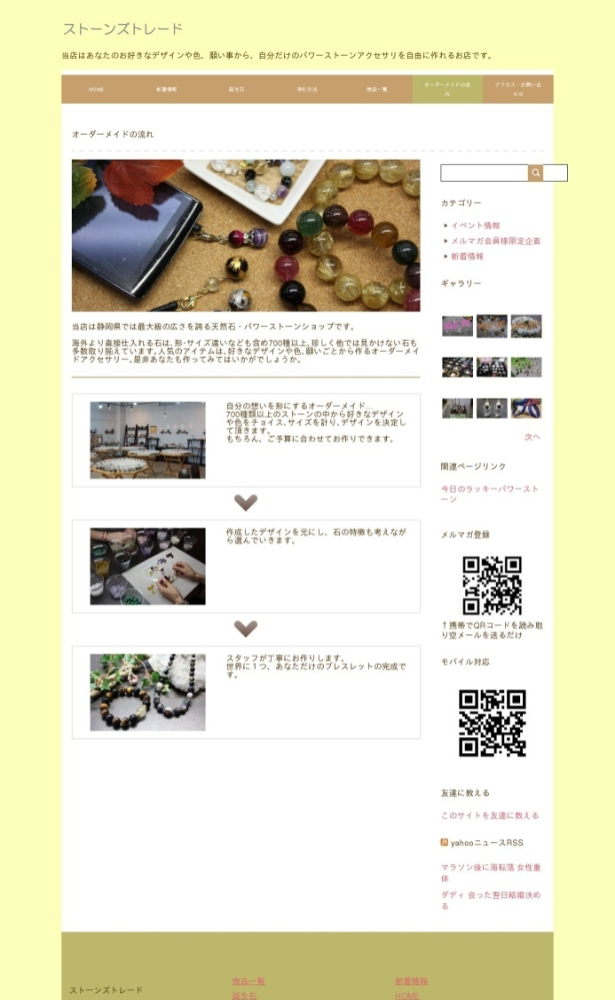 ストーンズトレード
当店はあなたのお好きなデザインや色、願い事から、自分だけのパワーストーンアクセサリを自由に作れるお店です。
HOME
新着情報
誕生石
浄化方法
商品一覧
オーダーメイドの流
れ
アクセス・お問い合
わせ
オーダーメイドの流れ
当店は静岡県では最大級の広さを誇る天然石・パワーストーンショップです。
海外より直接仕入れる石は、形・サイズ違いなども含め700種以上、珍しく他では見かけない石も
多数取り揃えています。人気のアイテムは、好きなデザインや色、願いごとから作るオーダーメイ
ドアクセサリー。是非あなたも作ってみてはいかがでしょうか。
自分の想いを形にするオーダーメイド…
700種類以上のストーンの中から好きなデザイン
や色をチョイス、サイズを計り、デザインを決定し
て頂きます。
もちろん、ご予算に合わせてお作りできます。
作成したデザインを元にし、石の特徴も考えなが
ら選んでいきます。
スタッフが丁寧にお作りします。
世界に１つ、あなただけのブレスレットの完成で
す。
カテゴリー
イベント情報
メルマガ会員様限定企画
新着情報
ギャラリー
次へ
関連ページリンク
今日のラッキーパワースト
ーン
メルマガ登録
↑携帯でQRコードを読み取
り空メールを送るだけ
モバイル対応
友達に教える
このサイトを友達に教える
yahooニュースRSS
マラソン後に海転落 女性重
体
ダディ 会った翌日結婚決め
る
ストーンズトレード
商品一覧
誕生石
新着情報
HOME